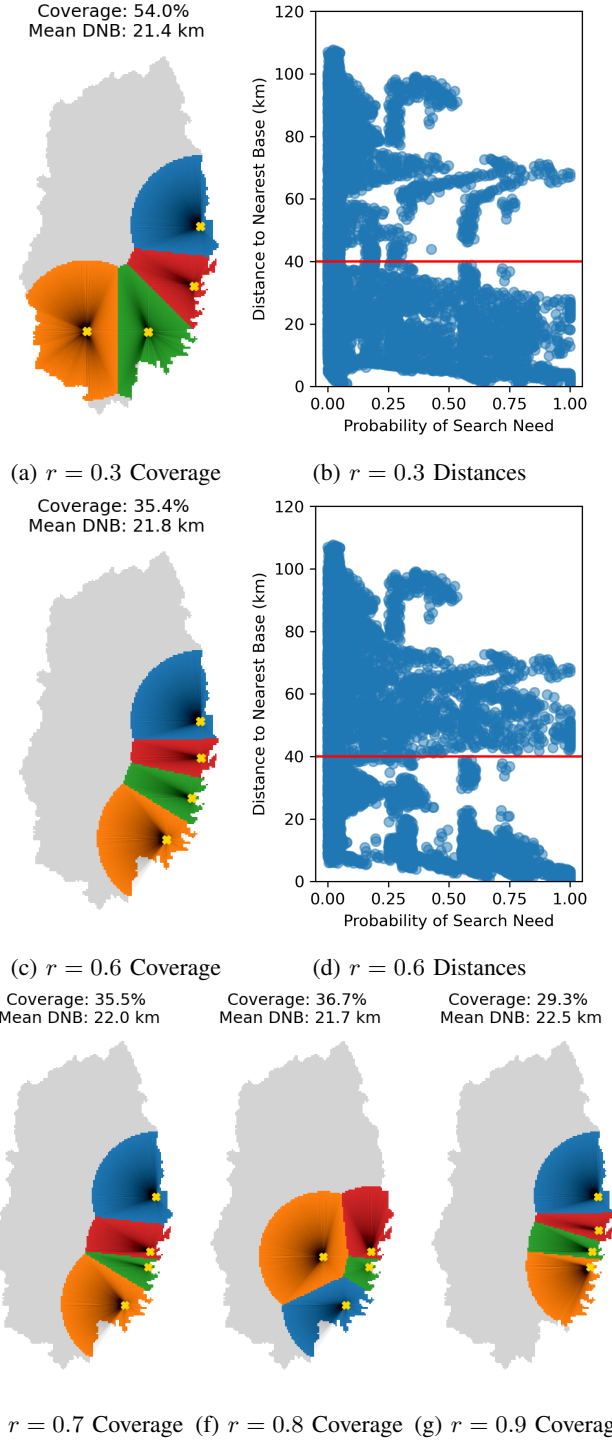 Coverage: 54.0%
Mean DNB: 21.4 km
120
100
80
60
40
20
0
Distance to Nearest Base (km)
0.00 0.25 0.50 0.75 1.00
Probability of Search Need
(a) r = 0.3 Coverage
(b) r = 0.3 Distances
Coverage: 35.4%
Mean DNB: 21.8 km
120
100
80
60
40
20
0
Distance to Nearest Base (km)
0.00 0.25 0.50 0.75 1.00
Probability of Search Need
(c) r = 0.6 Coverage
(d) r = 0.6 Distances
Coverage: 35.5%
Mean DNB: 22.0 km
Coverage: 36.7%
Mean DNB: 21.7 km
Coverage: 29.3%
Mean DNB: 22.5 km
r = 0.7 Coverage
(f) r = 0.8 Coverage
(g) r = 0.9 Coverag